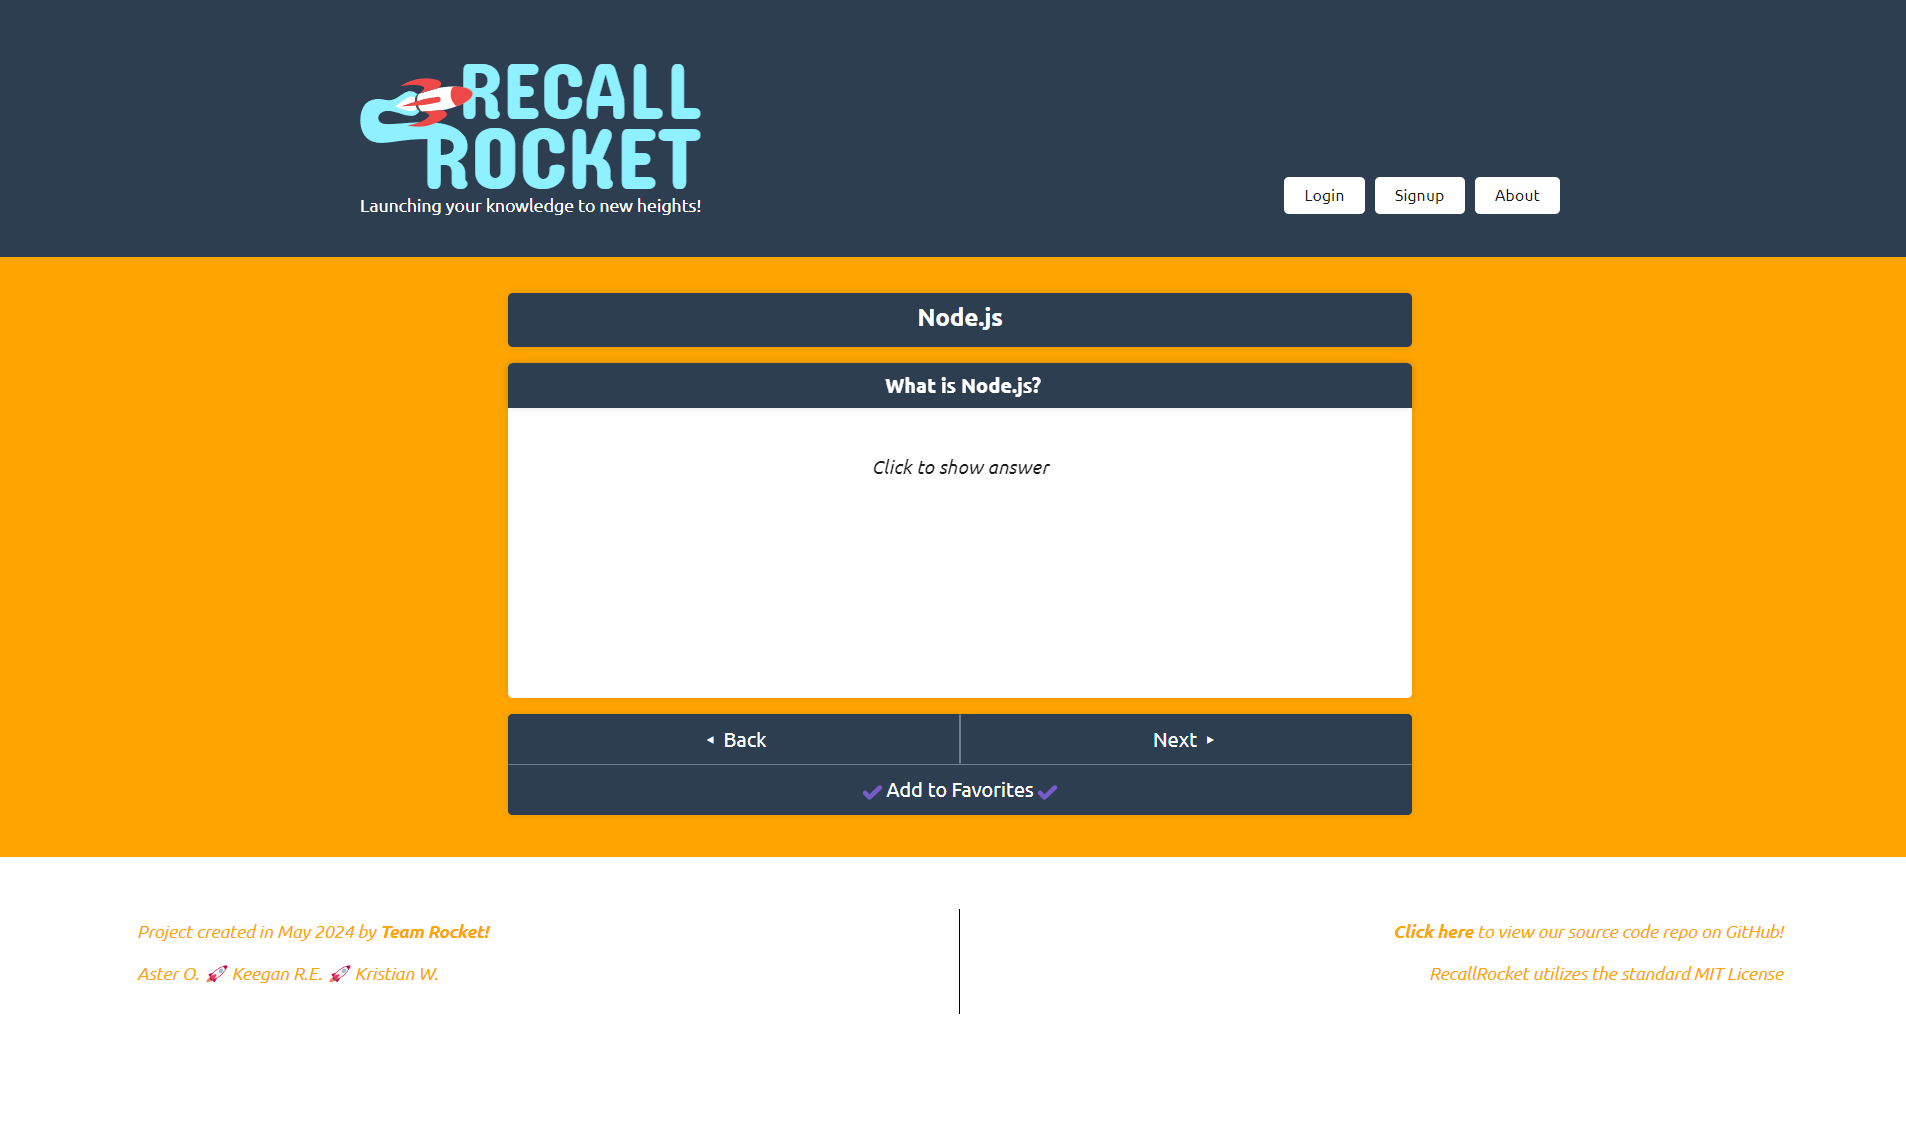 RECALL
ROCKET
Launching your knowledge to new heights!
Login
Signup
About
Node.js
What is Node.js?
Click to show answer
Back
Next
Add to Favorites
Project created in May 2024 by Team Rocket!
Aster O. 🚀 Keegan R.E. 🚀 Kristian W.
Click here to view our source code repo on GitHub!
RecallRocket utilizes the standard MIT License